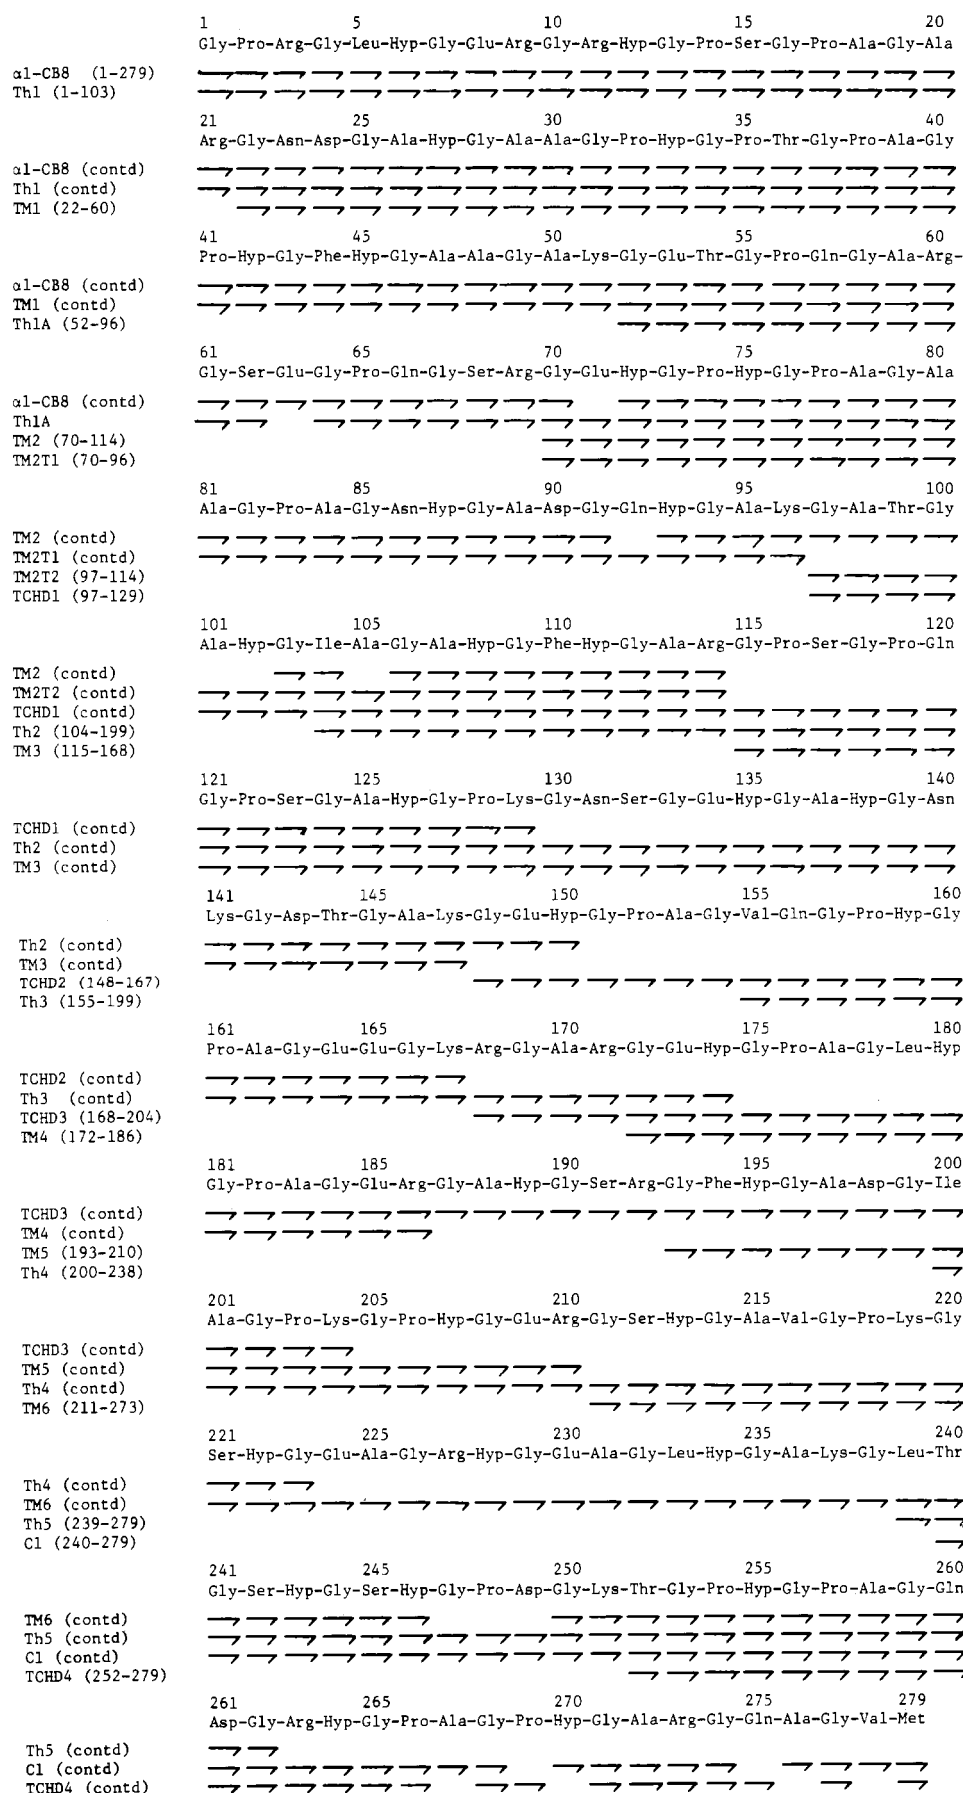 1 5 10 15 20
Gly-Pro-Arg-Gly-Leu-Hyp-Gly-Glu-Arg-Gly-Arg-Hyp-Gly-Pro-Ser-Gly-Pro-Ala-Gly-Ala
α1-CB8 (1-279)
Th1 (1-103)
21 25 30 35 40
Arg-Gly-Asn-Asp-Gly-Ala-Hyp-Gly-Ala-Ala-Gly-Pro-Hyp-Gly-Pro-Thr-Gly-Pro-Ala-Gly
α1-CB8 (contd)
Th1 (contd)
TM1 (22-60)
41 45 50 55 60
Pro-Hyp-Gly-Phe-Hyp-Gly-Ala-Ala-Gly-Ala-Lys-Gly-Glu-Thr-Gly-Pro-Gln-Gly-Ala-Arg-
α1-CB8 (contd)
TM1 (contd)
Th1A (52-96)
61 65 70 75 80
Gly-Ser-Glu-Gly-Pro-Gln-Gly-Ser-Arg-Gly-Glu-Hyp-Gly-Pro-Hyp-Gly-Pro-Ala-Gly-Ala
α1-CB8 (contd)
Th1A
TM2 (70-114)
TM2T1 (70-96)
81 85 90 95 100
Ala-Gly-Pro-Ala-Gly-Asn-Hyp-Gly-Ala-Asp-Gly-Gln-Hyp-Gly-Ala-Lys-Gly-Ala-Thr-Gly
TM2 (contd)
TM2T1 (contd)
TM2T2 (97-114)
TCHD1 (97-129)
101 105 110 115 120
Ala-Hyp-Gly-Ile-Ala-Gly-Ala-Hyp-Gly-Phe-Hyp-Gly-Ala-Arg-Gly-Pro-Ser-Gly-Pro-Gln
TM2 (contd)
TM2T2 (contd)
TCHD1 (contd)
Th2 (104-199)
TM3 (115-168)
121 125 130 135 140
Gly-Pro-Ser-Gly-Ala-Hyp-Gly-Pro-Lys-Gly-Asn-Ser-Gly-Glu-Hyp-Gly-Ala-Hyp-Gly-Asn
TCHD1 (contd)
Th2 (contd)
TM3 (contd)
141 145 150 155 160
Lys-Gly-Asp-Thr-Gly-Ala-Lys-Gly-Glu-Hyp-Gly-Pro-Ala-Gly-Val-Gln-Gly-Pro-Hyp-Gly
Th2 (contd)
TM3 (contd)
TCHD2 (148-167)
Th3 (155-199)
161 165 170 175 180
Pro-Ala-Gly-Glu-Glu-Gly-Lys-Arg-Gly-Ala-Arg-Gly-Glu-Hyp-Gly-Pro-Ala-Gly-Leu-Hyp
TCHD2 (contd)
Th3 (contd)
TCHD3 (168-204)
TM4 (172-186)
181 185 190 195 200
Gly-Pro-Ala-Gly-Glu-Arg-Gly-Ala-Hyp-Gly-Ser-Arg-Gly-Phe-Hyp-Gly-Ala-Asp-Gly-Ile
TCHD3 (contd)
TM4 (contd)
TM5 (193-210)
Th4 (200-238)
201 205 210 215 220
Ala-Gly-Pro-Lys-Gly-Pro-Hyp-Gly-Glu-Arg-Gly-Ser-Hyp-Gly-Ala-Val-Gly-Pro-Lys-Gly
TCHD3 (contd)
TM5 (contd)
Th4 (contd)
TM6 (211-273)
221 225 230 235 240
Ser-Hyp-Gly-Glu-Ala-Gly-Arg-Hyp-Gly-Glu-Ala-Gly-Leu-Hyp-Gly-Ala-Lys-Gly-Leu-Thr
Th4 (contd)
TM6 (contd)
Th5 (239-279)
C1 (240-279)
241 245 250 255 260
Gly-Ser-Hyp-Gly-Ser-Hyp-Gly-Pro-Asp-Gly-Lys-Thr-Gly-Pro-Hyp-Gly-Pro-Ala-Gly-Gln
TM6 (contd)
Th5 (contd)
C1 (contd)
TCHD4 (252-279)
261 265 270 275 279
Asp-Gly-Arg-Hyp-Gly-Pro-Ala-Gly-Pro-Hyp-Gly-Ala-Arg-Gly-Gln-Ala-Gly-Val-Met
Th5 (contd)
C1 (contd)
TCHD4 (contd)